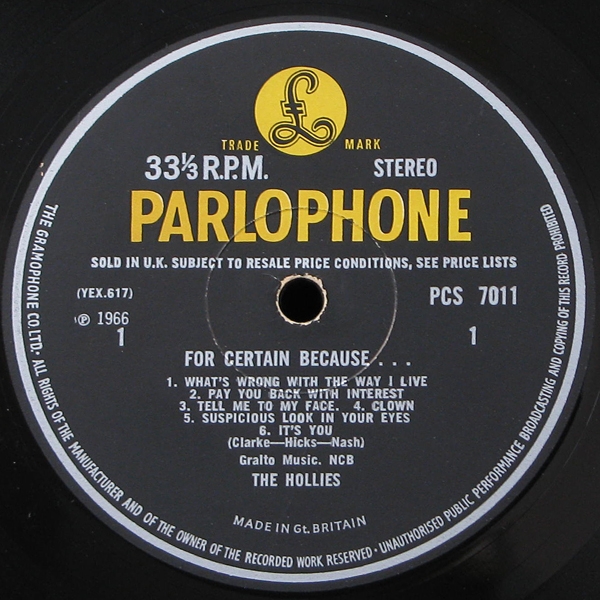 £
TRADE MARK
33⅓ R.P.M. STEREO
PARLOPHONE
SOLD IN U.K. SUBJECT TO RESALE PRICE CONDITIONS, SEE PRICE LISTS
(YEX.617) PCS 7011
℗ 1966
1 1
FOR CERTAIN BECAUSE . . .
1. WHAT'S WRONG WITH THE WAY I LIVE
2. PAY YOU BACK WITH INTEREST
3. TELL ME TO MY FACE. 4. CLOWN
5. SUSPICIOUS LOOK IN YOUR EYES
6. IT'S YOU
(Clarke—Hicks—Nash)
Gralto Music. NCB
THE HOLLIES
MADE IN Gt. BRITAIN
THE GRAMOPHONE CO. LTD. ALL RIGHTS OF THE MANUFACTURER AND OF THE OWNER OF THE RECORDED WORK RESERVED · UNAUTHORISED PUBLIC PERFORMANCE BROADCASTING AND COPYING OF THIS RECORD PROHIBITED